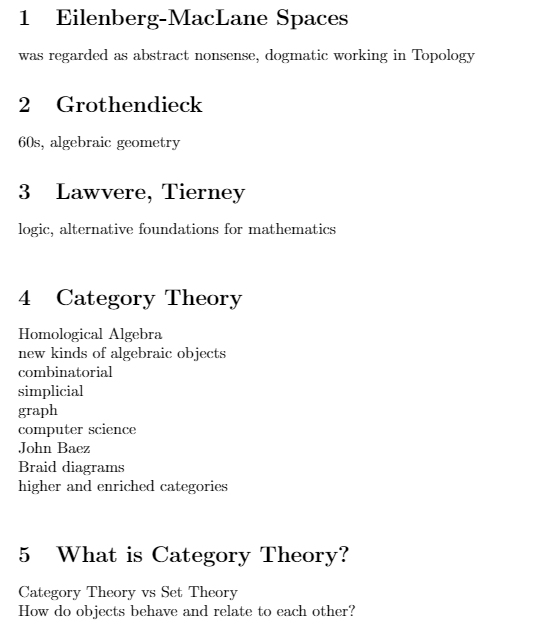 1 Eilenberg-MacLane Spaces
was regarded as abstract nonsense, dogmatic working in Topology
2 Grothendieck
60s, algebraic geometry
3 Lawvere, Tierney
logic, alternative foundations for mathematics
4 Category Theory
Homological Algebra
new kinds of algebraic objects
combinatorial
simplicial
graph
computer science
John Baez
Braid diagrams
higher and enriched categories
5 What is Category Theory?
Category Theory vs Set Theory
How do objects behave and relate to each other?